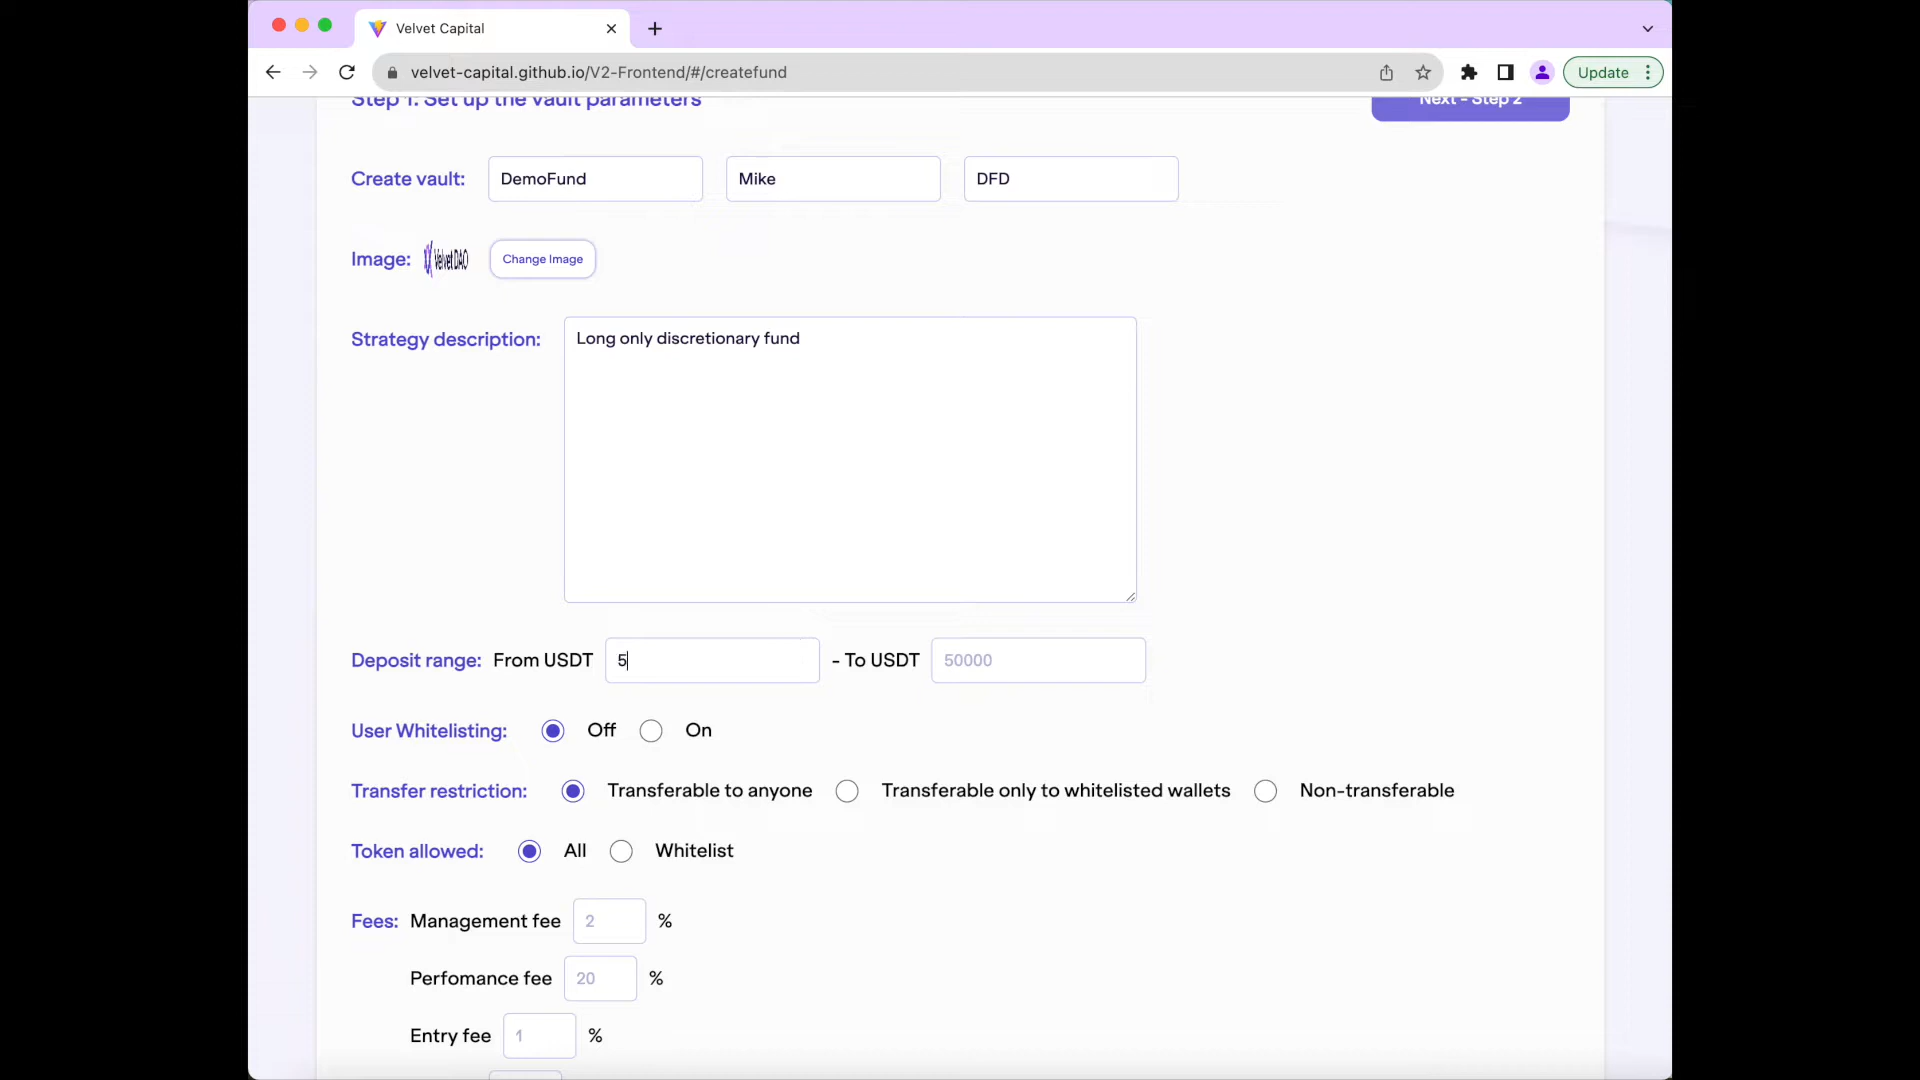 Velvet Capital
velvet-capital.github.io/V2-Frontend/#/createfund
Update
Step 1: Set up the vault parameters
Next - Step 2
Create vault: DemoFund Mike DFD
Image: VelvetDAO Change Image
Strategy description: Long only discretionary fund
Deposit range: From USDT 5 - To USDT 50000
User Whitelisting: Off On
Transfer restriction: Transferable to anyone Transferable only to whitelisted wallets Non-transferable
Token allowed: All Whitelist
Fees: Management fee 2 %
Perfomance fee 20 %
Entry fee 1 %